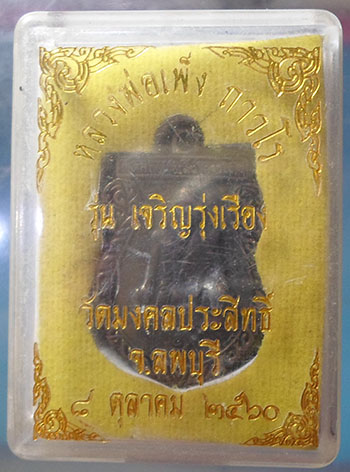 หลวงพ่อเพ็ง ถาวโร
รุ่น เจริญรุ่งเรือง
วัดมงคลประสิทธิ์
จ.ลพบุรี
๘ ตุลาคม ๒๕๖๐